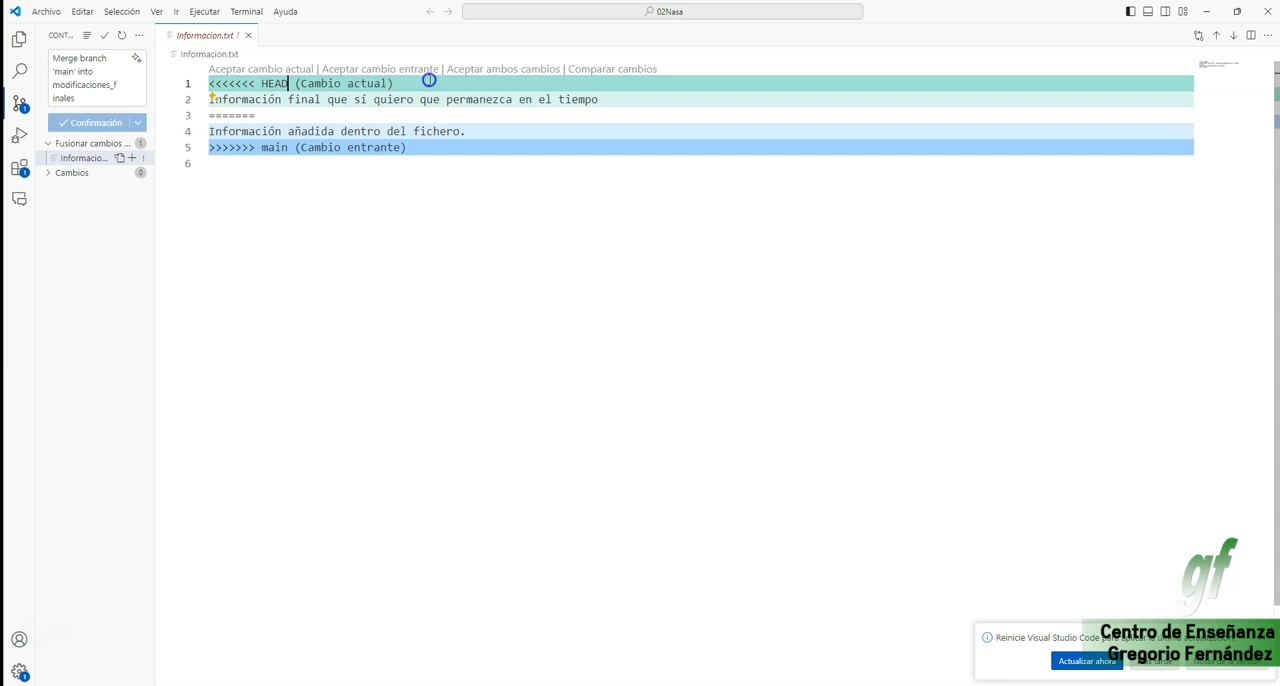 Archivo Editar Selección Ver Ir Ejecutar Terminal Ayuda
02Nasa
CONT...
Informacion.txt !
Informacion.txt
Merge branch
'main' into
modificaciones_f
inales
Confirmación
Fusionar cambios ... 1
Informacio... !
Cambios 0
Aceptar cambio actual | Aceptar cambio entrante | Aceptar ambos cambios | Comparar cambios
1 <<<<<<< HEAD (Cambio actual)
2 Información final que sí quiero que permanezca en el tiempo
3 =======
4 Información añadida dentro del fichero.
5 >>>>>>> main (Cambio entrante)
6
1
1
1
gf
Reinicie Visual Studio Code para
Centro de Enseñanza
Gregorio Fernández
Actualizar ahora